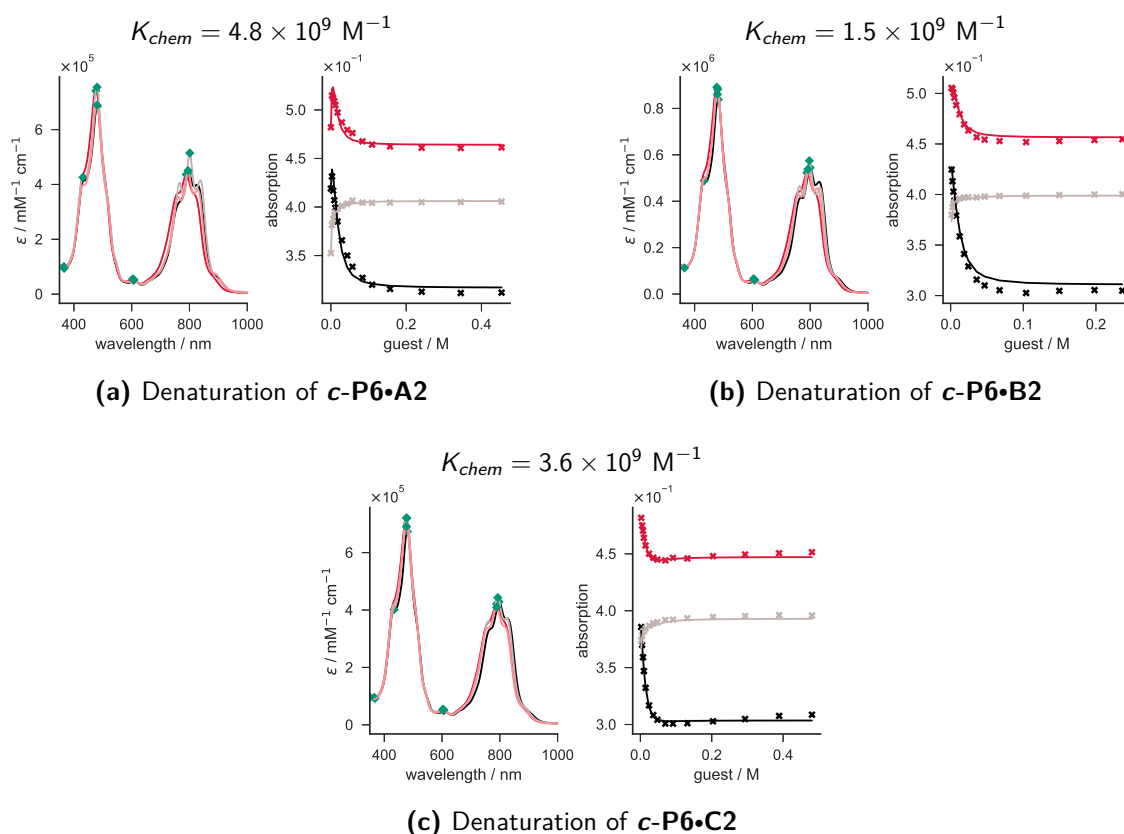 K_chem = 4.8 × 10^9 M^−1
×10^5
ε / mM^−1 cm^−1
6
4
2
0
400 600 800 1000
wavelength / nm
×10^−1
absorption
5.0
4.5
4.0
3.5
0.0 0.2 0.4
guest / M
(a) Denaturation of c-P6•A2
K_chem = 1.5 × 10^9 M^−1
×10^6
ε / mM^−1 cm^−1
0.8
0.6
0.4
0.2
0.0
400 600 800 1000
wavelength / nm
×10^−1
absorption
5.0
4.5
4.0
3.5
3.0
0.0 0.1 0.2
guest / M
(b) Denaturation of c-P6•B2
K_chem = 3.6 × 10^9 M^−1
×10^5
ε / mM^−1 cm^−1
6
4
2
0
400 600 800 1000
wavelength / nm
×10^−1
absorption
4.5
4.0
3.5
3.0
0.0 0.2 0.4
guest / M
(c) Denaturation of c-P6•C2